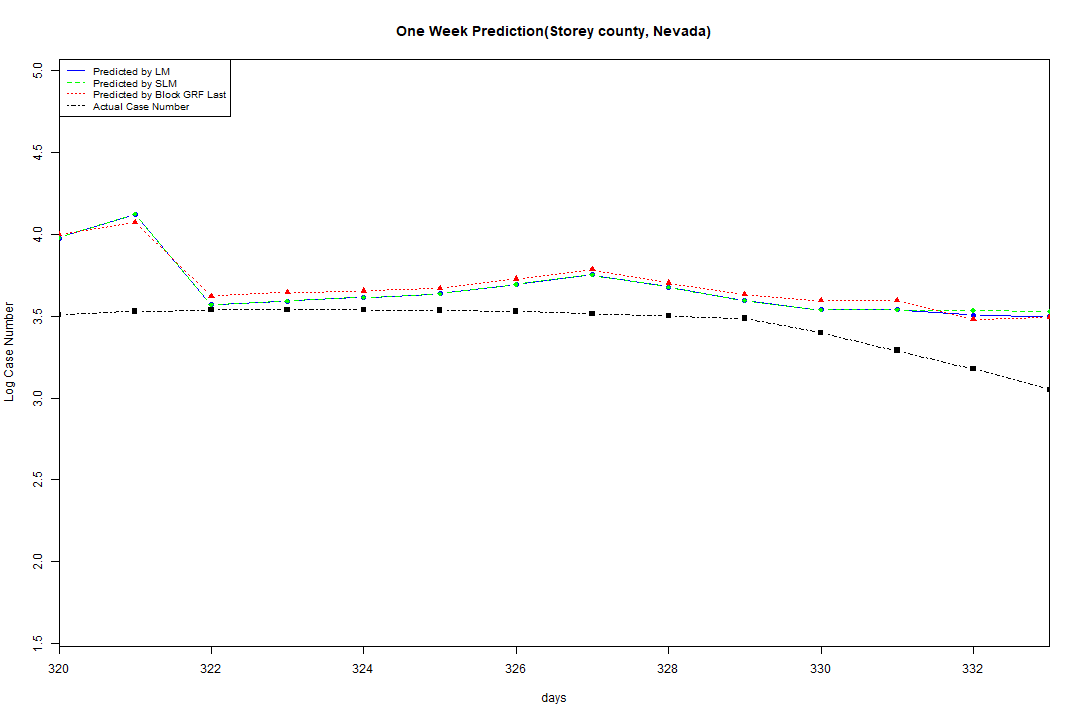 One Week Prediction(Storey county, Nevada)
Predicted by LM
Predicted by SLM
Predicted by Block GRF Last
Actual Case Number
5.0
4.5
4.0
3.5
3.0
2.5
2.0
1.5
Log Case Number
320 322 324 326 328 330 332
days